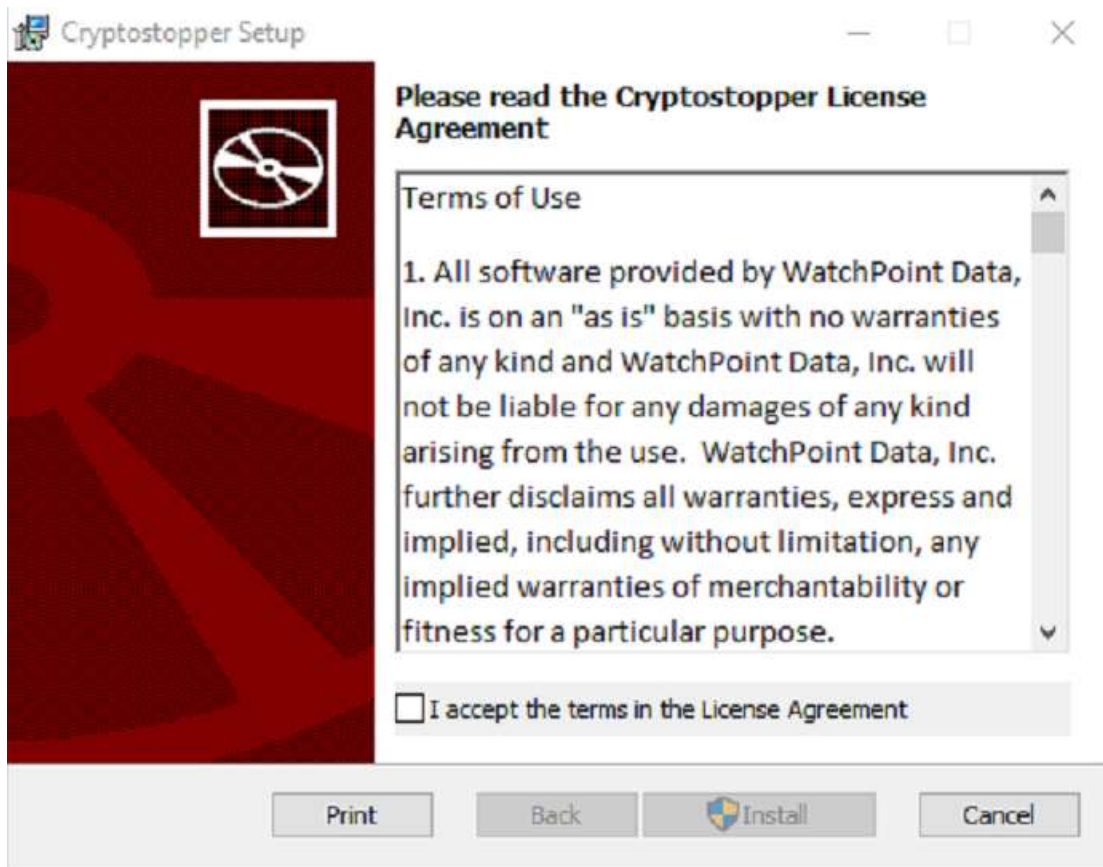 Cryptostopper Setup
Please read the Cryptostopper License
Agreement
Terms of Use
1. All software provided by WatchPoint Data,
Inc. is on an "as is" basis with no warranties
of any kind and WatchPoint Data, Inc. will
not be liable for any damages of any kind
arising from the use.  WatchPoint Data, Inc.
further disclaims all warranties, express and
implied, including without limitation, any
implied warranties of merchantability or
fitness for a particular purpose.
I accept the terms in the License Agreement
Print Back Install Cancel